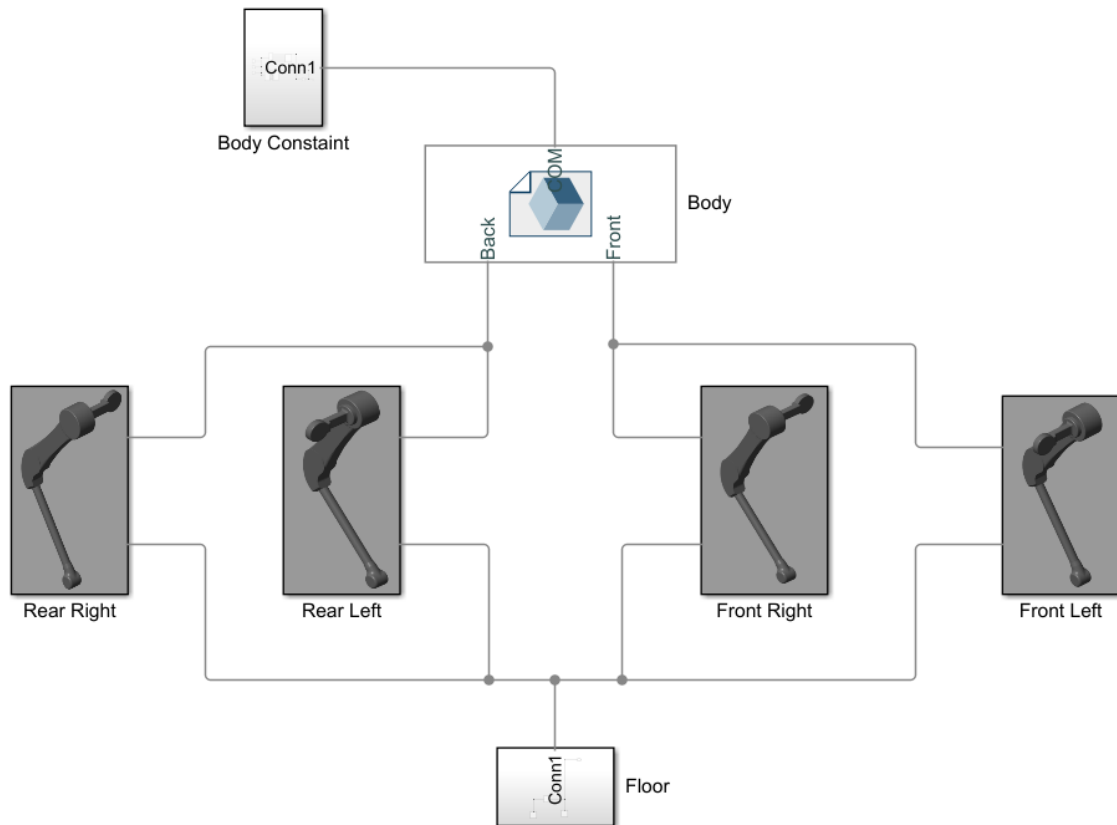 Conn1
Body Constaint
COM
Body
Back
Front
Rear Right
Rear Left
Front Right
Front Left
Conn1
Floor